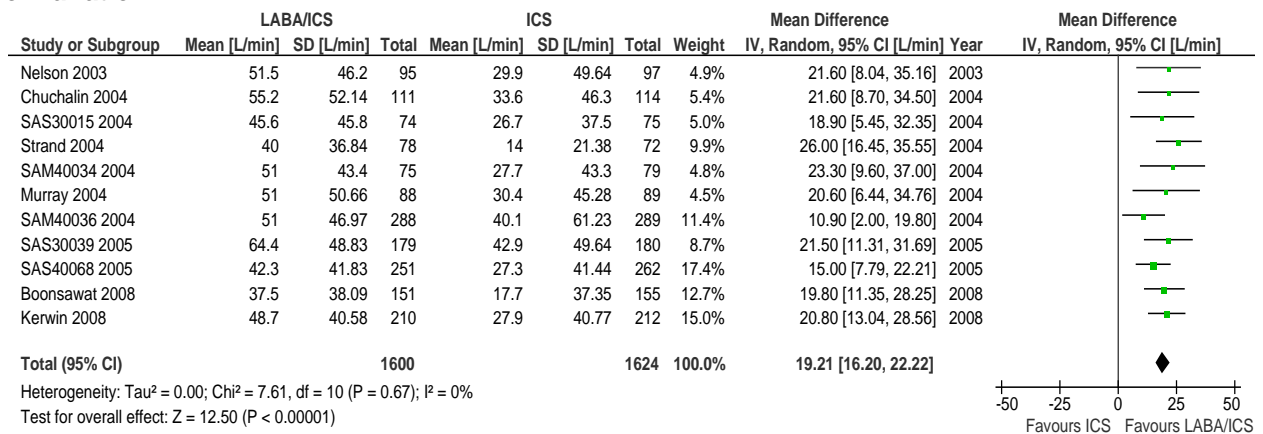 LABA/ICS ICS Mean Difference Mean Difference
Study or Subgroup Mean [L/min] SD [L/min] Total Mean [L/min] SD [L/min] Total Weight IV, Random, 95% CI [L/min] Year IV, Random, 95% CI [L/min]
Nelson 2003 51.5 46.2 95 29.9 49.64 97 4.9% 21.60 [8.04, 35.16] 2003
Chuchalin 2004 55.2 52.14 111 33.6 46.3 114 5.4% 21.60 [8.70, 34.50] 2004
SAS30015 2004 45.6 45.8 74 26.7 37.5 75 5.0% 18.90 [5.45, 32.35] 2004
Strand 2004 40 36.84 78 14 21.38 72 9.9% 26.00 [16.45, 35.55] 2004
SAM40034 2004 51 43.4 75 27.7 43.3 79 4.8% 23.30 [9.60, 37.00] 2004
Murray 2004 51 50.66 88 30.4 45.28 89 4.5% 20.60 [6.44, 34.76] 2004
SAM40036 2004 51 46.97 288 40.1 61.23 289 11.4% 10.90 [2.00, 19.80] 2004
SAS30039 2005 64.4 48.83 179 42.9 49.64 180 8.7% 21.50 [11.31, 31.69] 2005
SAS40068 2005 42.3 41.83 251 27.3 41.44 262 17.4% 15.00 [7.79, 22.21] 2005
Boonsawat 2008 37.5 38.09 151 17.7 37.35 155 12.7% 19.80 [11.35, 28.25] 2008
Kerwin 2008 48.7 40.58 210 27.9 40.77 212 15.0% 20.80 [13.04, 28.56] 2008
Total (95% CI) 1600 1624 100.0% 19.21 [16.20, 22.22]
Heterogeneity: Tau² = 0.00; Chi² = 7.61, df = 10 (P = 0.67); I² = 0%
Test for overall effect: Z = 12.50 (P < 0.00001)
-50 -25 0 25 50
Favours ICS Favours LABA/ICS